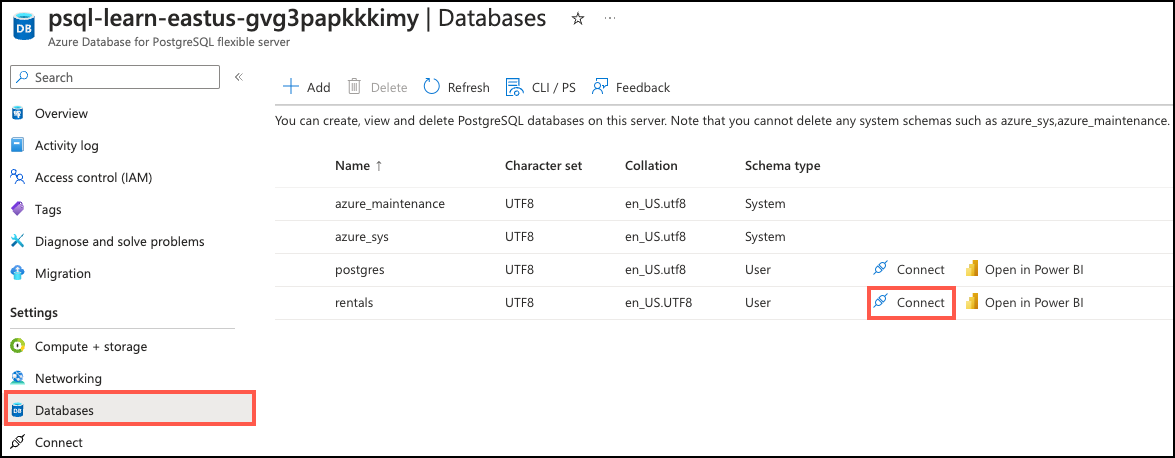 psql-learn-eastus-gvg3papkkkimy | Databases
Azure Database for PostgreSQL flexible server
Search
Overview
Activity log
Access control (IAM)
Tags
Diagnose and solve problems
Migration
Settings
Compute + storage
Networking
Databases
Connect
Add Delete Refresh CLI / PS Feedback
You can create, view and delete PostgreSQL databases on this server. Note that you cannot delete any system schemas such as azure_sys,azure_maintenance.
Name ↑ Character set Collation Schema type
azure_maintenance UTF8 en_US.utf8 System
azure_sys UTF8 en_US.utf8 System
postgres UTF8 en_US.utf8 User Connect Open in Power BI
rentals UTF8 en_US.UTF8 User Connect Open in Power BI